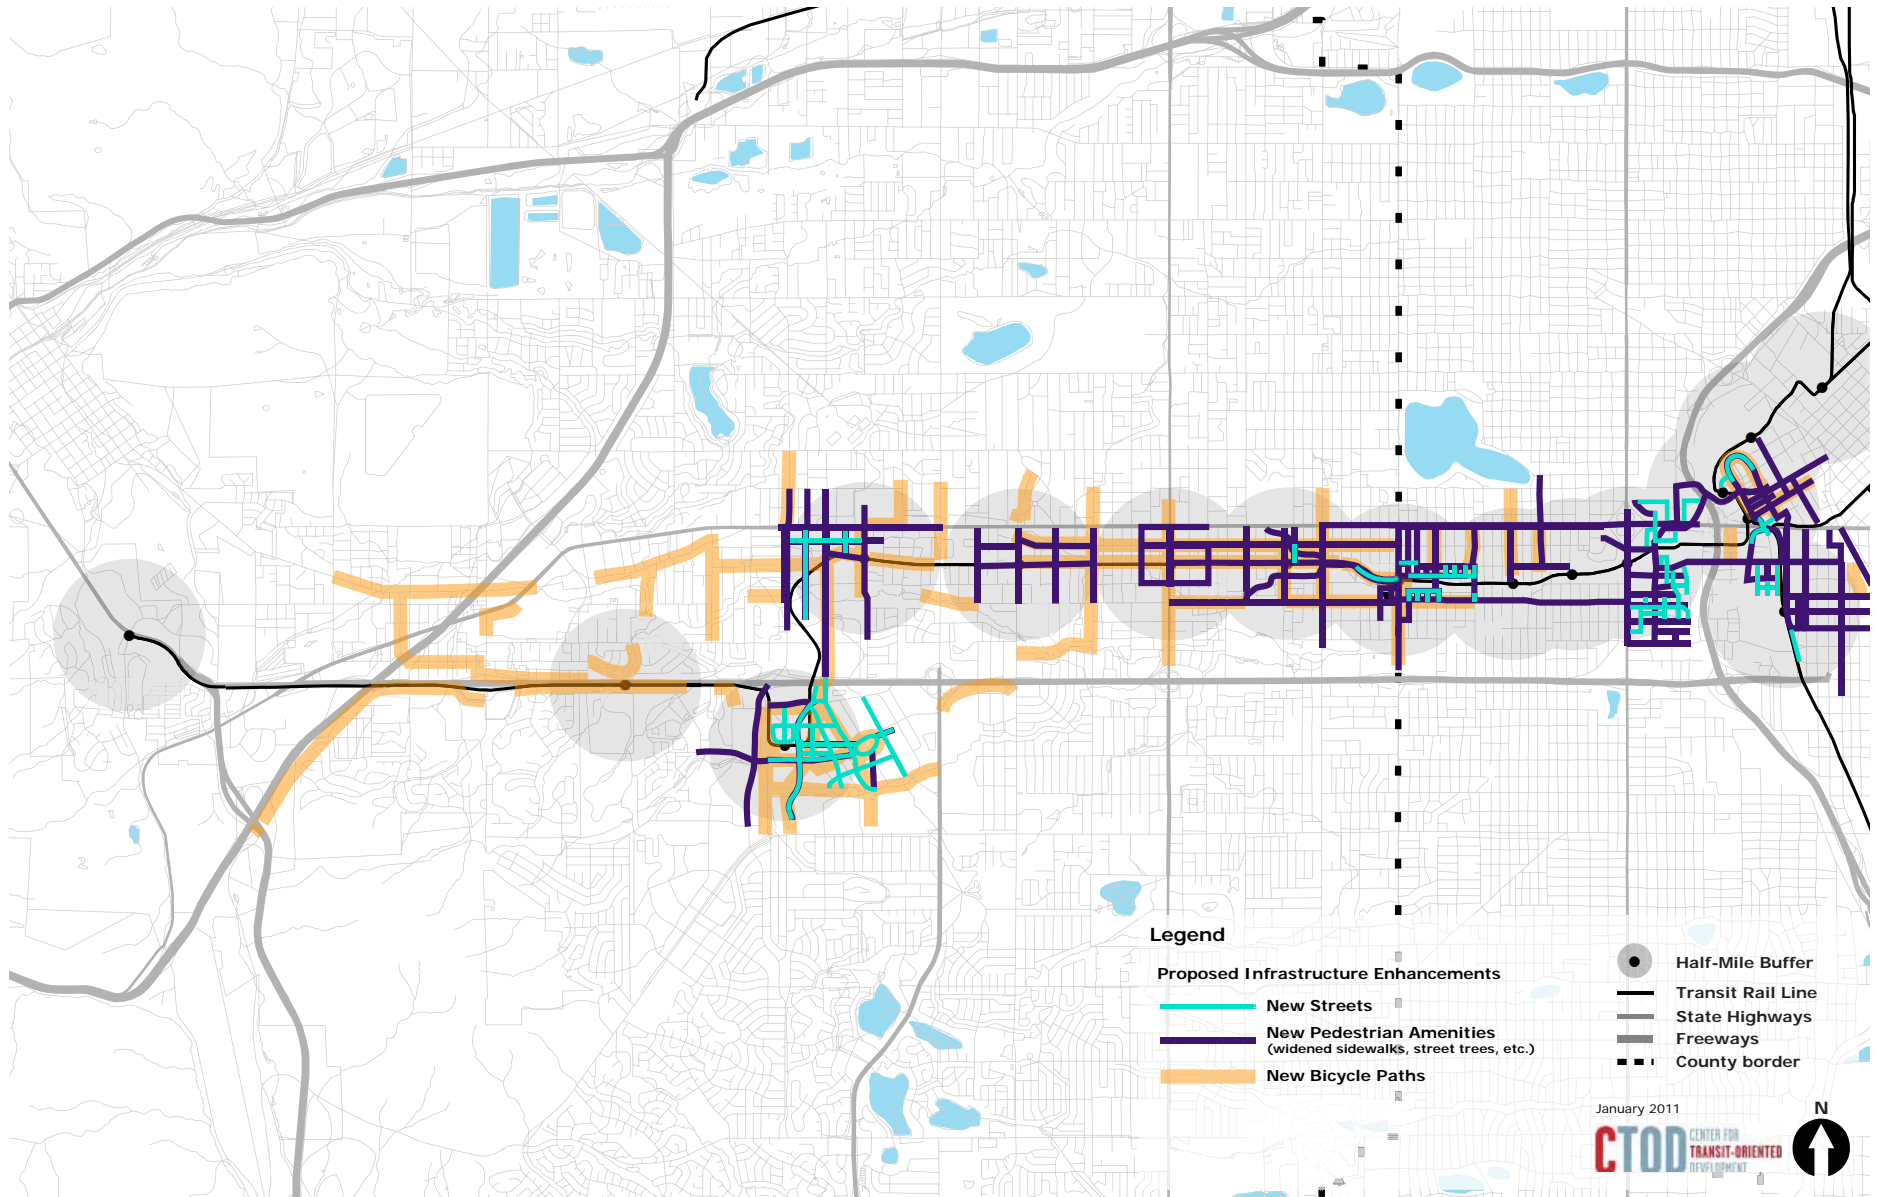 Legend
Proposed Infrastructure Enhancements
New Streets
New Pedestrian Amenities
(widened sidewalks, street trees, etc.)
New Bicycle Paths
Half-Mile Buffer
Transit Rail Line
State Highways
Freeways
County border
January 2011
N
CTOD
CENTER FOR
TRANSIT-ORIENTED
DEVELOPMENT